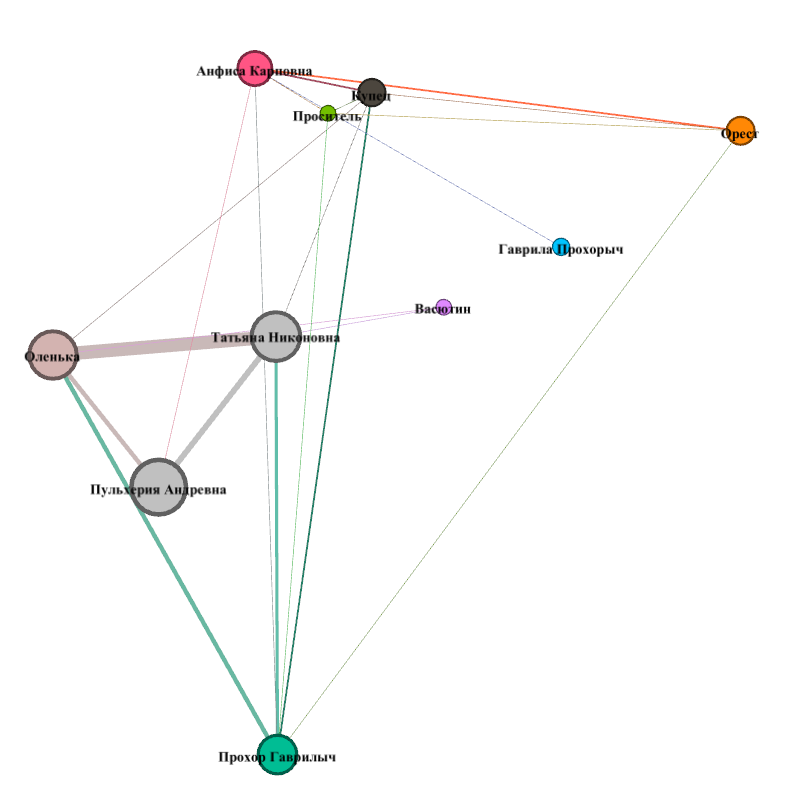 Анфиса Карповна
Купец
Проситель
Орест
Гаврила Прохорыч
Васютин
Татьяна Никоновна
Оленька
Пульхерия Андревна
Прохор Гаврилыч